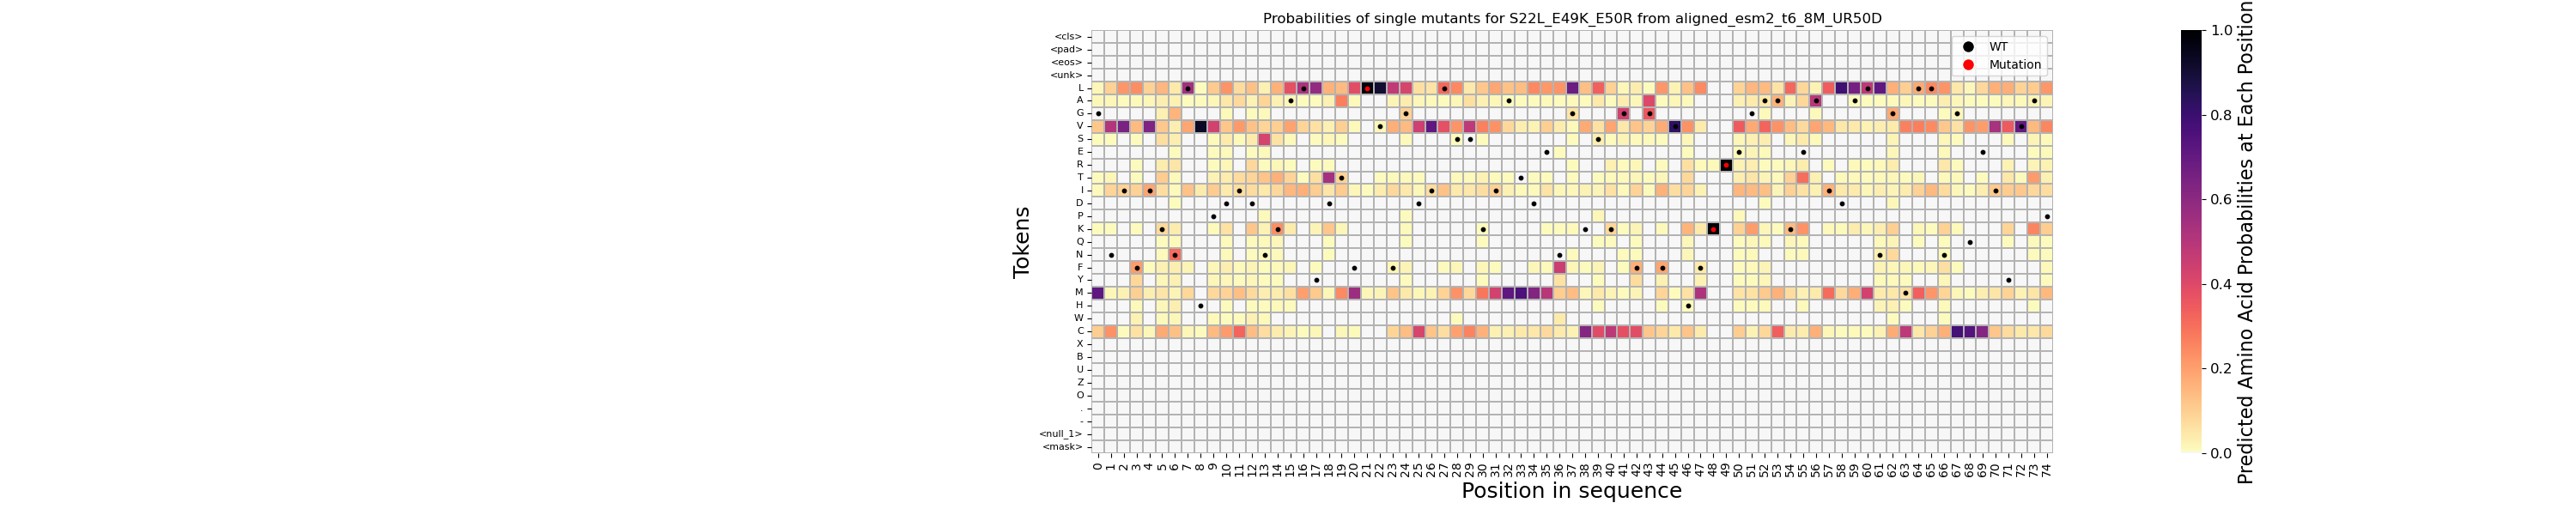 Probabilities of single mutants for S22L_E49K_E50R from aligned_esm2_t6_8M_UR50D
<cls>
<pad>
<eos>
<unk>
L
A
G
V
S
E
R
T
I
D
P
K
Q
N
F
Y
M
H
W
C
X
B
U
Z
O
.
-
<null_1>
<mask>
Tokens
WT
Mutation
0 1 2 3 4 5 6 7 8 9 10 11 12 13 14 15 16 17 18 19 20 21 22 23 24 25 26 27 28 29 30 31 32 33 34 35 36 37 38 39 40 41 42 43 44 45 46 47 48 49 50 51 52 53 54 55 56 57 58 59 60 61 62 63 64 65 66 67 68 69 70 71 72 73 74
Position in sequence
1.0
0.8
0.6
0.4
0.2
0.0
Predicted Amino Acid Probabilities at Each Position